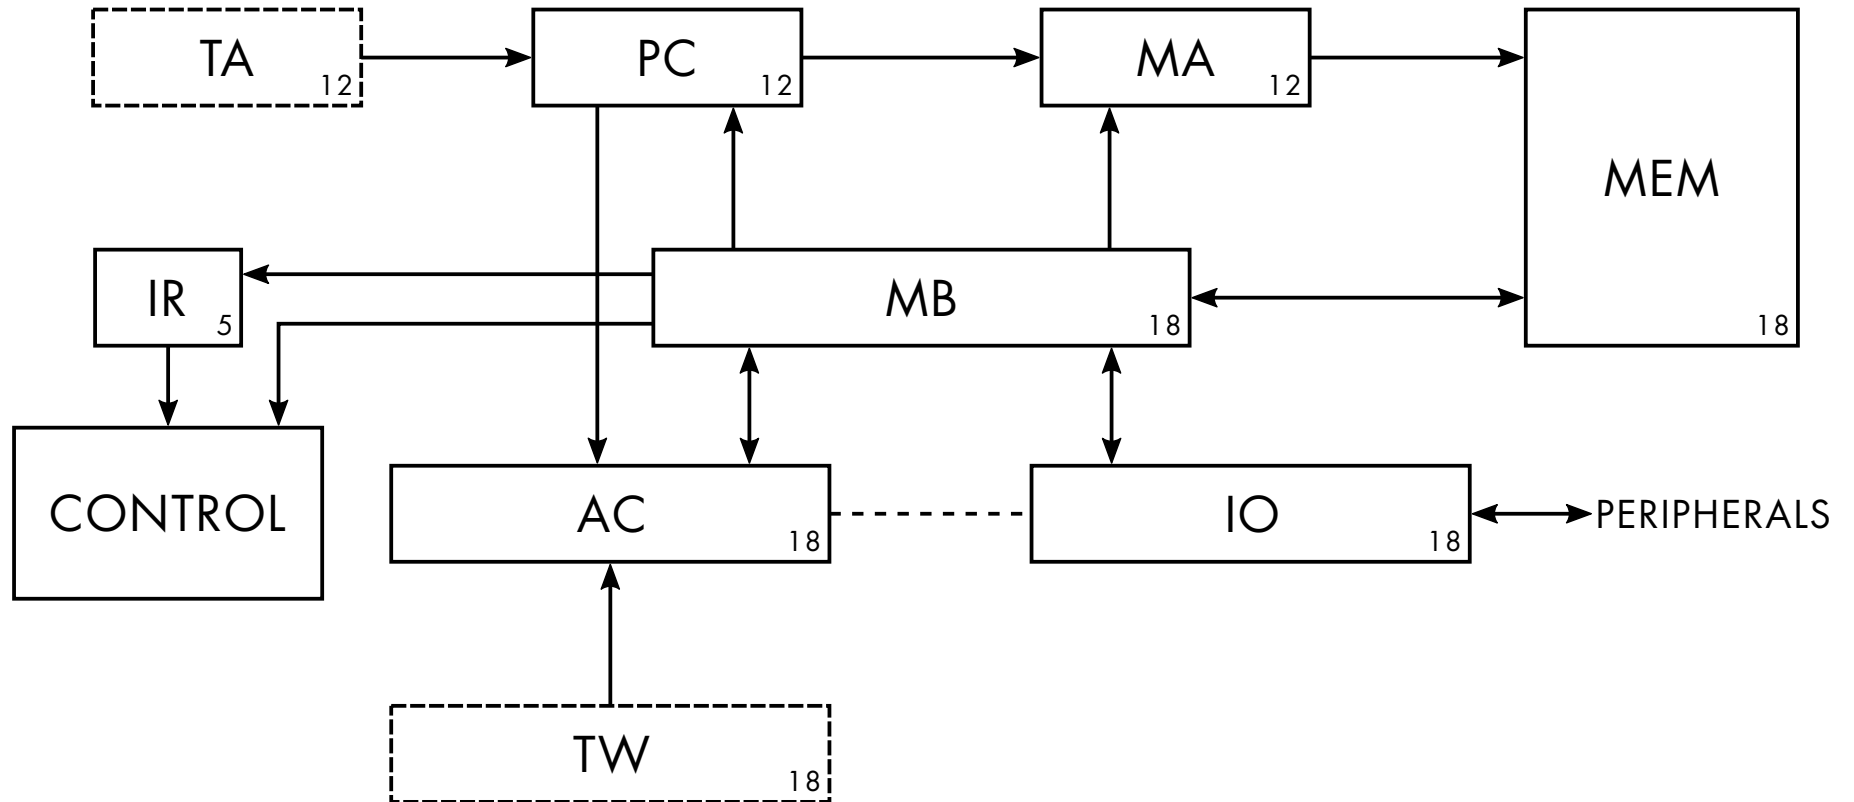 TA
12
PC
12
MA
12
MEM
18
IR
5
MB
18
CONTROL
AC
18
IO
18
PERIPHERALS
TW
18